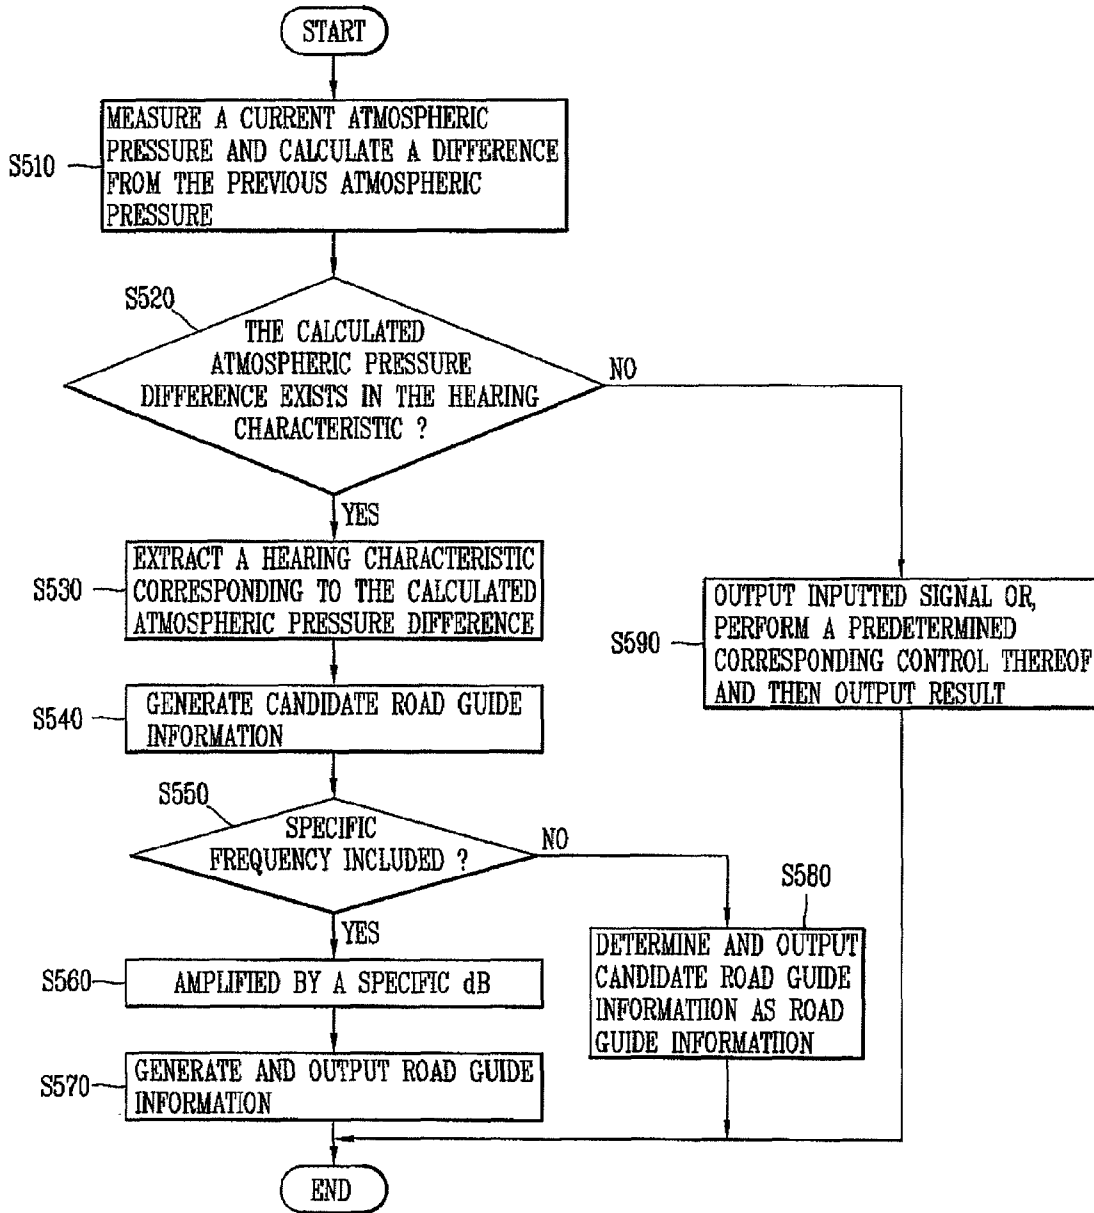 START
MEASURE A CURRENT ATMOSPHERIC
PRESSURE AND CALCULATE A DIFFERENCE
FROM THE PREVIOUS ATMOSPHERIC
PRESSURE
S510
S520
THE CALCULATED
ATMOSPHERIC PRESSURE
DIFFERENCE EXISTS IN THE HEARING
CHARACTERISTIC ?
NO
YES
EXTRACT A HEARING CHARACTERISTIC
CORRESPONDING TO THE CALCULATED
ATMOSPHERIC PRESSURE DIFFERENCE
S530
OUTPUT INPUTTED SIGNAL OR,
PERFORM A PREDETERMINED
CORRESPONDING CONTROL THEREOF
AND THEN OUTPUT RESULT
S590
GENERATE CANDIDATE ROAD GUIDE
INFORMATION
S540
S550
SPECIFIC
FREQUENCY INCLUDED ?
NO
YES
S580
DETERMINE AND OUTPUT
CANDIDATE ROAD GUIDE
INFORMATIION AS ROAD
GUIDE INFORMATIION
S560
AMPLIFIED BY A SPECIFIC dB
S570
GENERATE AND OUTPUT ROAD GUIDE
INFORMATION
END